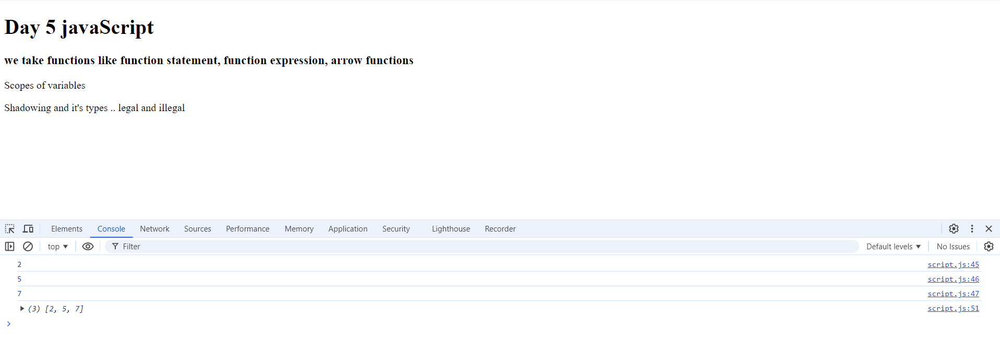 Day 5 javaScript
we take functions like function statement, function expression, arrow functions
Scopes of variables
Shadowing and it's types .. legal and illegal
Elements Console Network Sources Performance Memory Application Security Lighthouse Recorder
top ▼ Filter Default levels ▼ No Issues
2 script.js:45
5 script.js:46
7 script.js:47
▶ (3) [2, 5, 7] script.js:51
>